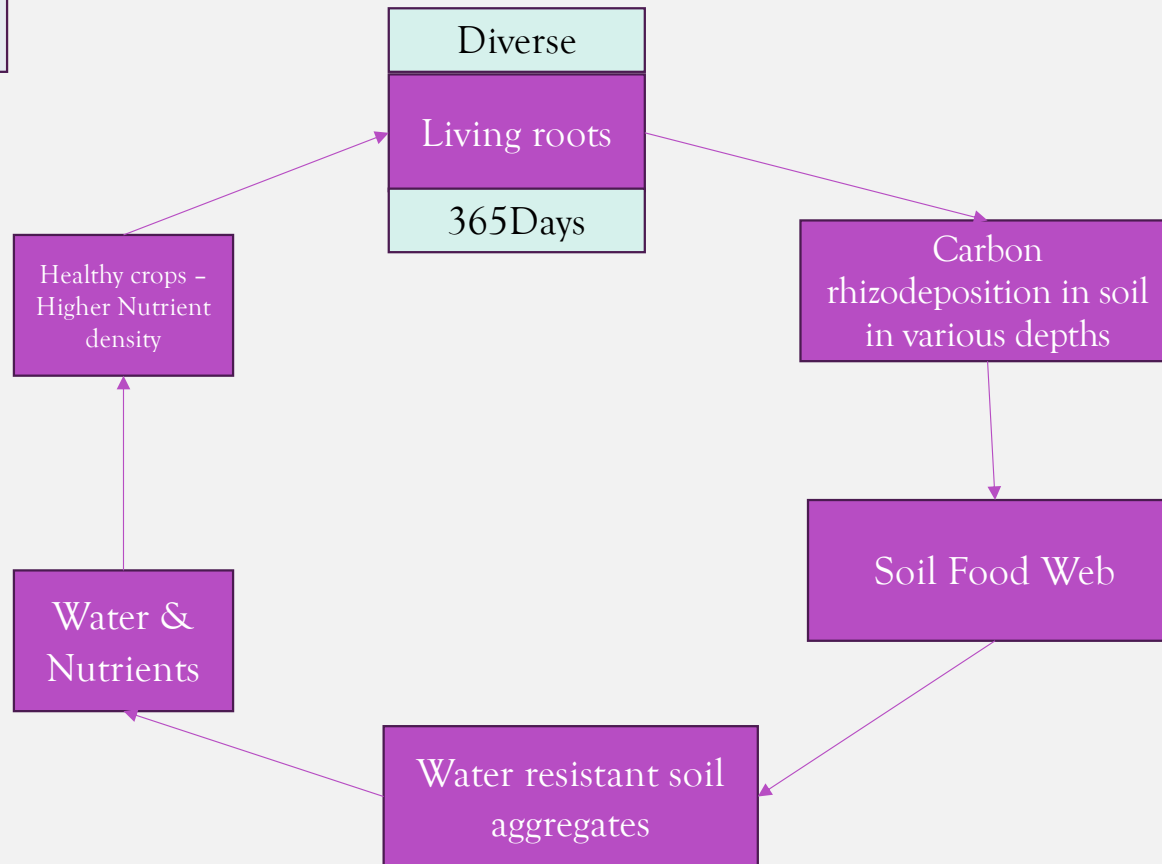 Diverse
Living roots
365Days
Carbon
rhizodeposition in soil
in various depths
Soil Food Web
Water resistant soil
aggregates
Water &
Nutrients
Healthy crops –
Higher Nutrient
density